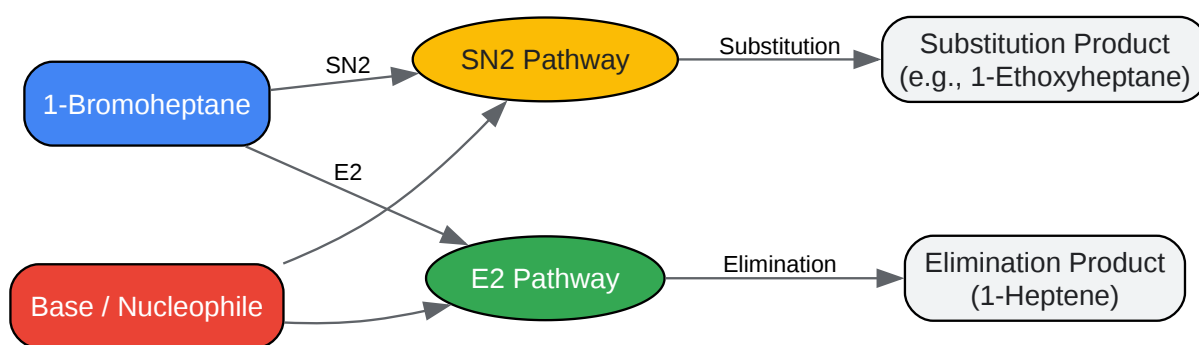 1-Bromoheptane
Base / Nucleophile
SN2
E2
SN2 Pathway
E2 Pathway
Substitution
Elimination
Substitution Product
(e.g., 1-Ethoxyheptane)
Elimination Product
(1-Heptene)